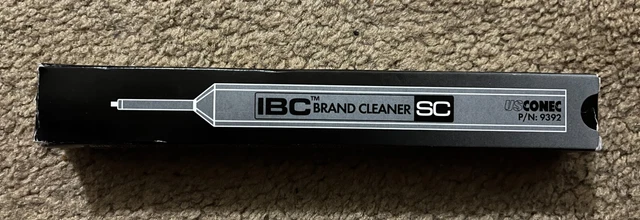 IBC™ BRAND CLEANER SC
USCONEC
P/N: 9392